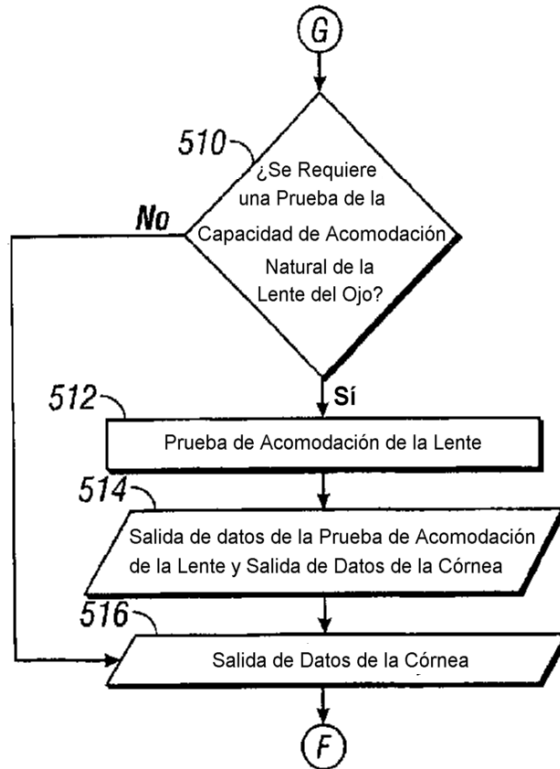 G
510
¿Se Requiere
una Prueba de la
No
Capacidad de Acomodación
Natural de la
Lente del Ojo?
Sí
512
Prueba de Acomodación de la Lente
514
Salida de datos de la Prueba de Acomodación
de la Lente y Salida de Datos de la Córnea
516
Salida de Datos de la Córnea
F